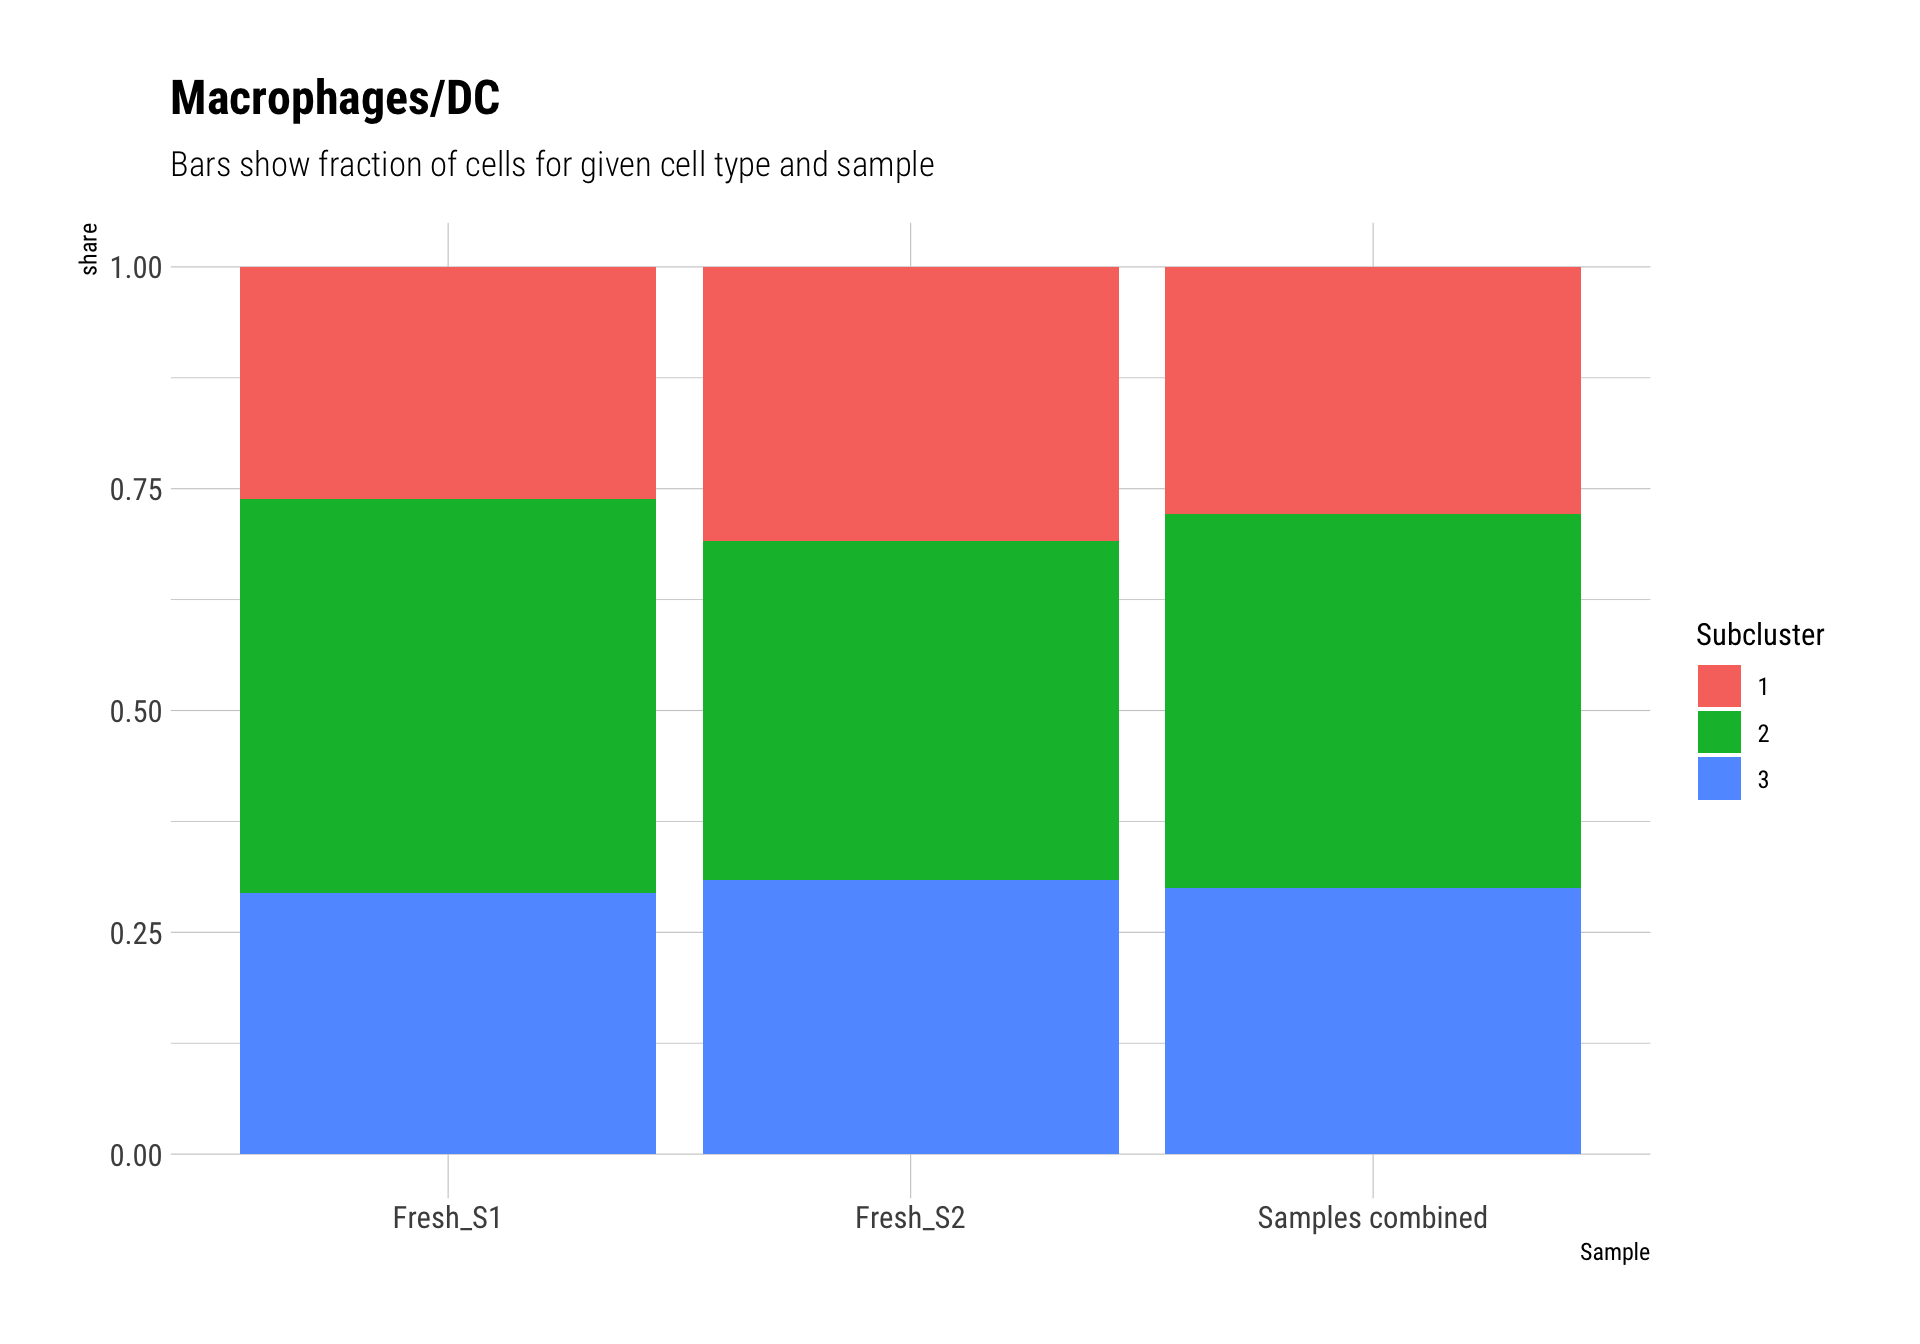 Macrophages/DC
Bars show fraction of cells for given cell type and sample
share
1.00
0.75
0.50
0.25
0.00
Fresh_S1
Fresh_S2
Samples combined
Sample
Subcluster
1
2
3